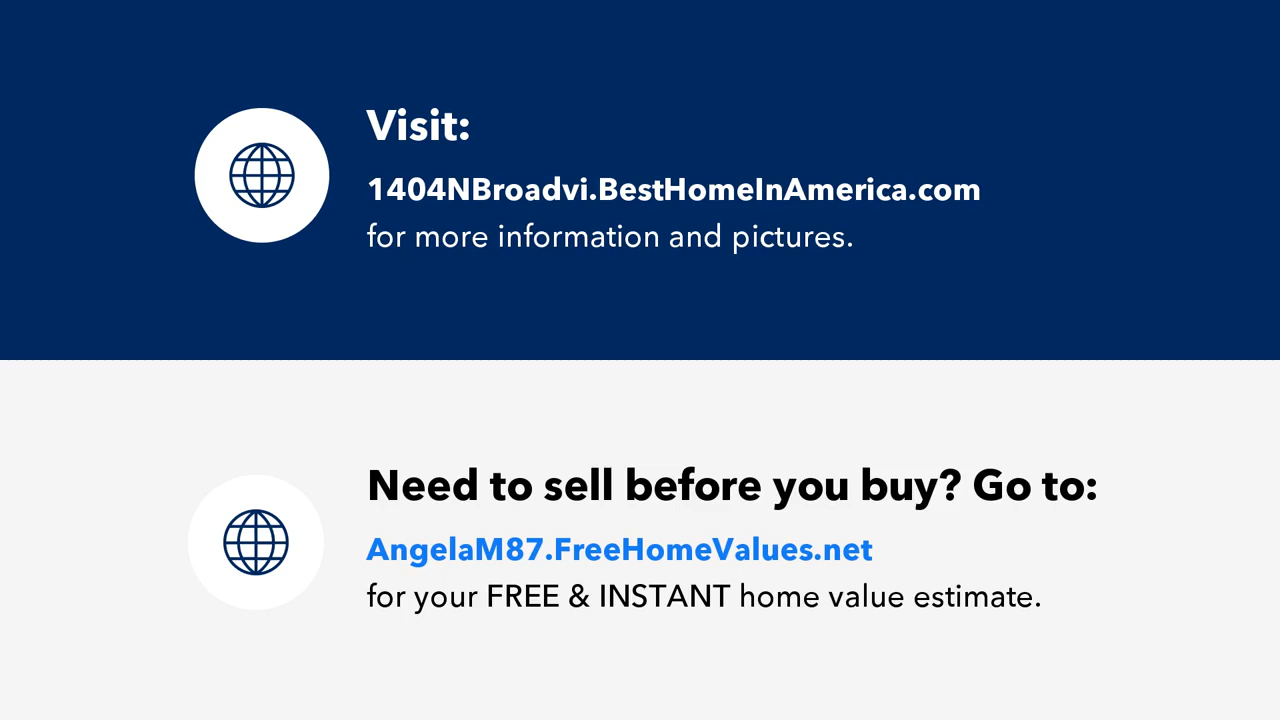 Visit:
1404NBroadvi.BestHomeInAmerica.com
for more information and pictures.
Need to sell before you buy? Go to:
AngelaM87.FreeHomeValues.net
for your FREE & INSTANT home value estimate.